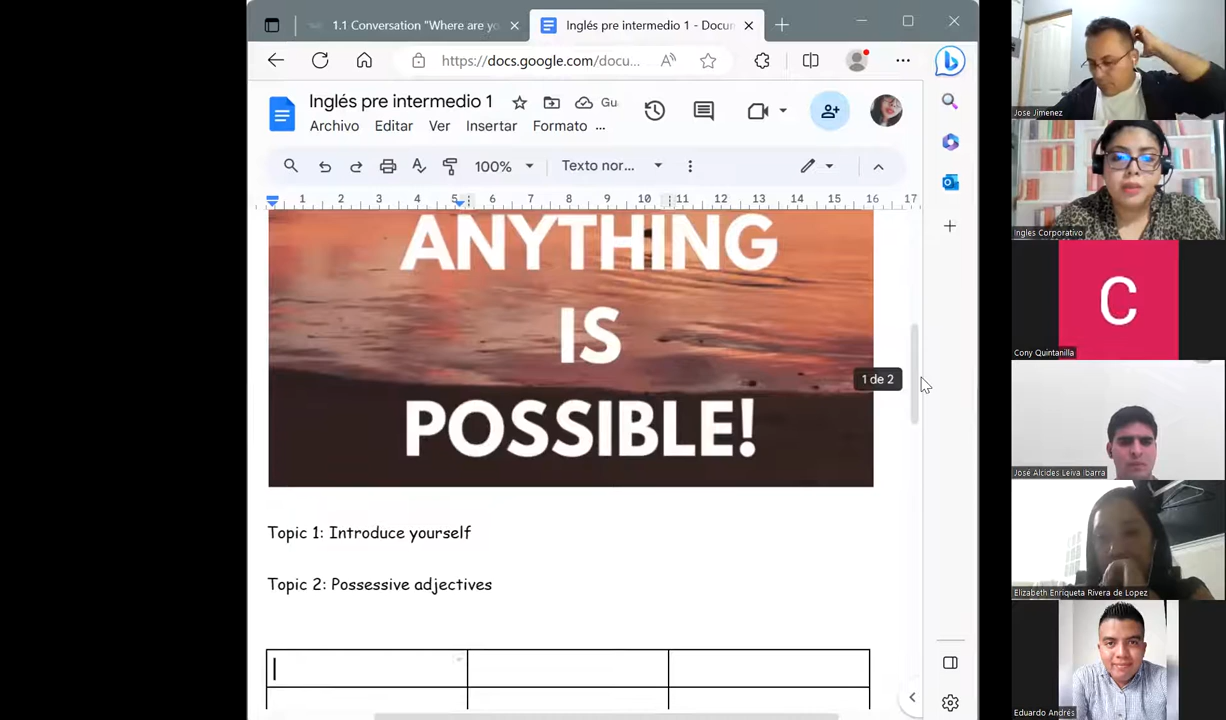 1.1 Conversation "Where are yo
Inglés pre intermedio 1 - Docun
https://docs.google.com/docu...
Inglés pre intermedio 1
Gu
Archivo Editar Ver Insertar Formato ...
100% Texto nor...
1 2 3 4 5 6 7 8 9 10 11 12 13 14 15 16 17
ANYTHING
IS
POSSIBLE!
1 de 2
Topic 1: Introduce yourself
Topic 2: Possessive adjectives
Jose Jimenez
Ingles Corporativo
C
Cony Quintanilla
José Alcides Leiva Ibarra
Elizabeth Enriqueta Rivera de Lopez
Eduardo Andrés